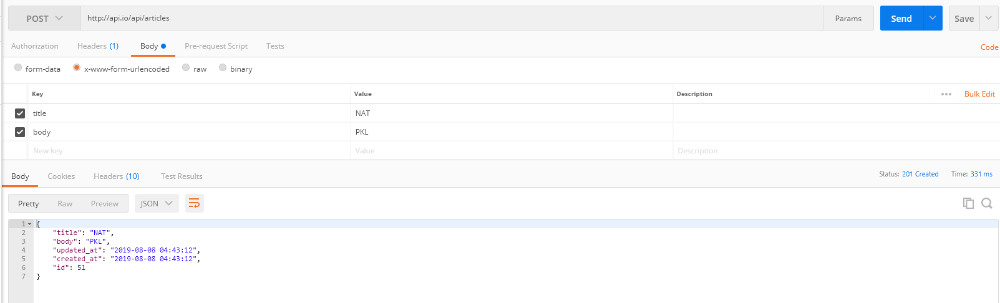 POST http://api.io/api/articles Params Send Save
Authorization Headers (1) Body Pre-request Script Tests Code
form-data x-www-form-urlencoded raw binary
Key Value Description Bulk Edit
title NAT
body PKL
New key Value Description
Body Cookies Headers (10) Test Results Status: 201 Created Time: 331 ms
Pretty Raw Preview JSON
1 {
2 "title": "NAT",
3 "body": "PKL",
4 "updated_at": "2019-08-08 04:43:12",
5 "created_at": "2019-08-08 04:43:12",
6 "id": 51
7 }